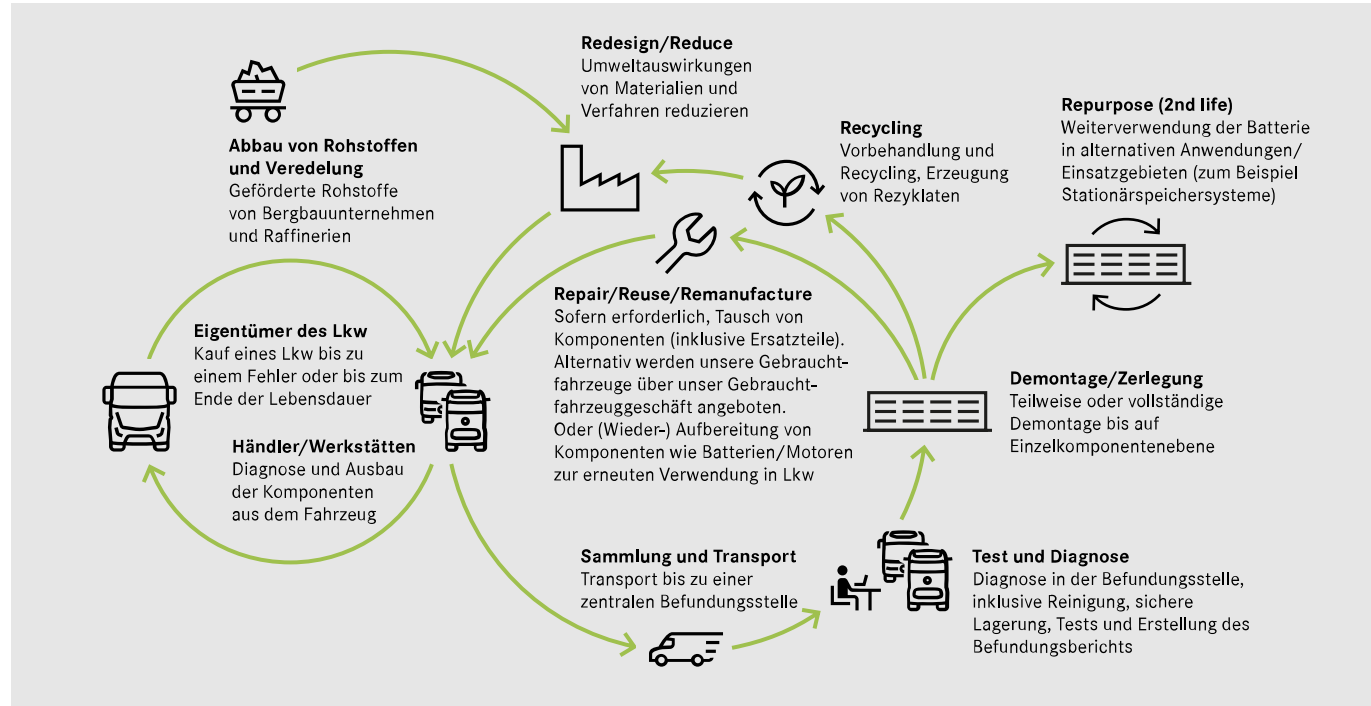 Redesign/Reduce
Umweltauswirkungen
von Materialien und
Verfahren reduzieren
Abbau von Rohstoffen
und Veredelung
Geförderte Rohstoffe
von Bergbauunternehmen
und Raffinerien
Recycling
Vorbehandlung und
Recycling, Erzeugung
von Rezyklaten
Repurpose (2nd life)
Weiterverwendung der Batterie
in alternativen Anwendungen/
Einsatzgebieten (zum Beispiel
Stationärspeichersysteme)
Eigentümer des Lkw
Kauf eines Lkw bis zu
einem Fehler oder bis zum
Ende der Lebensdauer
Händler/Werkstätten
Diagnose und Ausbau
der Komponenten
aus dem Fahrzeug
Repair/Reuse/Remanufacture
Sofern erforderlich, Tausch von
Komponenten (inklusive Ersatzteile).
Alternativ werden unsere Gebraucht-
fahrzeuge über unser Gebraucht-
fahrzeuggeschäft angeboten.
Oder (Wieder-) Aufbereitung von
Komponenten wie Batterien/Motoren
zur erneuten Verwendung in Lkw
Demontage/Zerlegung
Teilweise oder vollständige
Demontage bis auf
Einzelkomponentenebene
Sammlung und Transport
Transport bis zu einer
zentralen Befundungsstelle
Test und Diagnose
Diagnose in der Befundungsstelle,
inklusive Reinigung, sichere
Lagerung, Tests und Erstellung des
Befundungsberichts